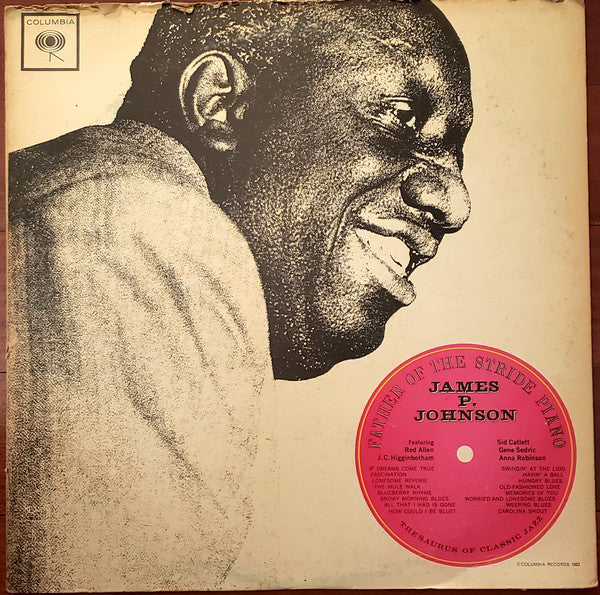 COLUMBIA
FATHER OF THE STRIDE PIANO
JAMES
P.
JOHNSON
Featuring
Red Allen
J. C. Higginbotham
Sid Catlett
Gene Sedric
Anna Robinson
IF DREAMS COME TRUE
FASCINATION
LONESOME REVERIE
THE MULE WALK
BLUEBERRY RHYME
SNOWY MORNING BLUES
ALL THAT I HAD IS GONE
HOW COULD I BE BLUE?
SWINGIN' AT THE LIDO
HAVIN' A BALL
HUNGRY BLUES
OLD-FASHIONED LOVE
MEMORIES OF YOU
WORRIED AND LONESOME BLUES
WEEPING BLUES
CAROLINA SHOUT
THESAURUS OF CLASSIC JAZZ
© COLUMBIA RECORDS 1962